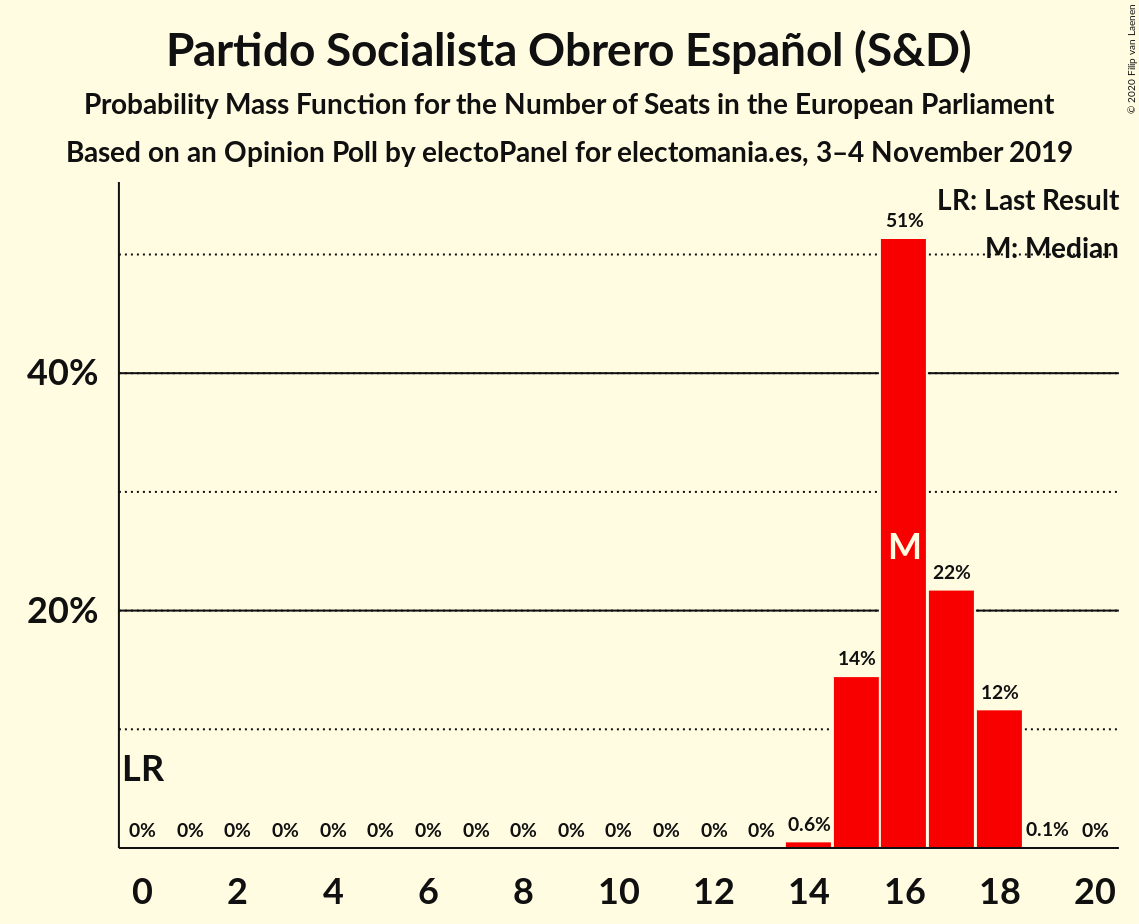 Partido Socialista Obrero Español (S&D)
Probability Mass Function for the Number of Seats in the European Parliament
Based on an Opinion Poll by electoPanel for electomania.es, 3–4 November 2019
© 2020 Filip van Laenen
LR: Last Result
M: Median
51%
40%
M
22%
20%
14%
12%
LR
0% 0% 0% 0% 0% 0% 0% 0% 0% 0% 0% 0% 0% 0% 0.6% 0.1% 0%
0 2 4 6 8 10 12 14 16 18 20